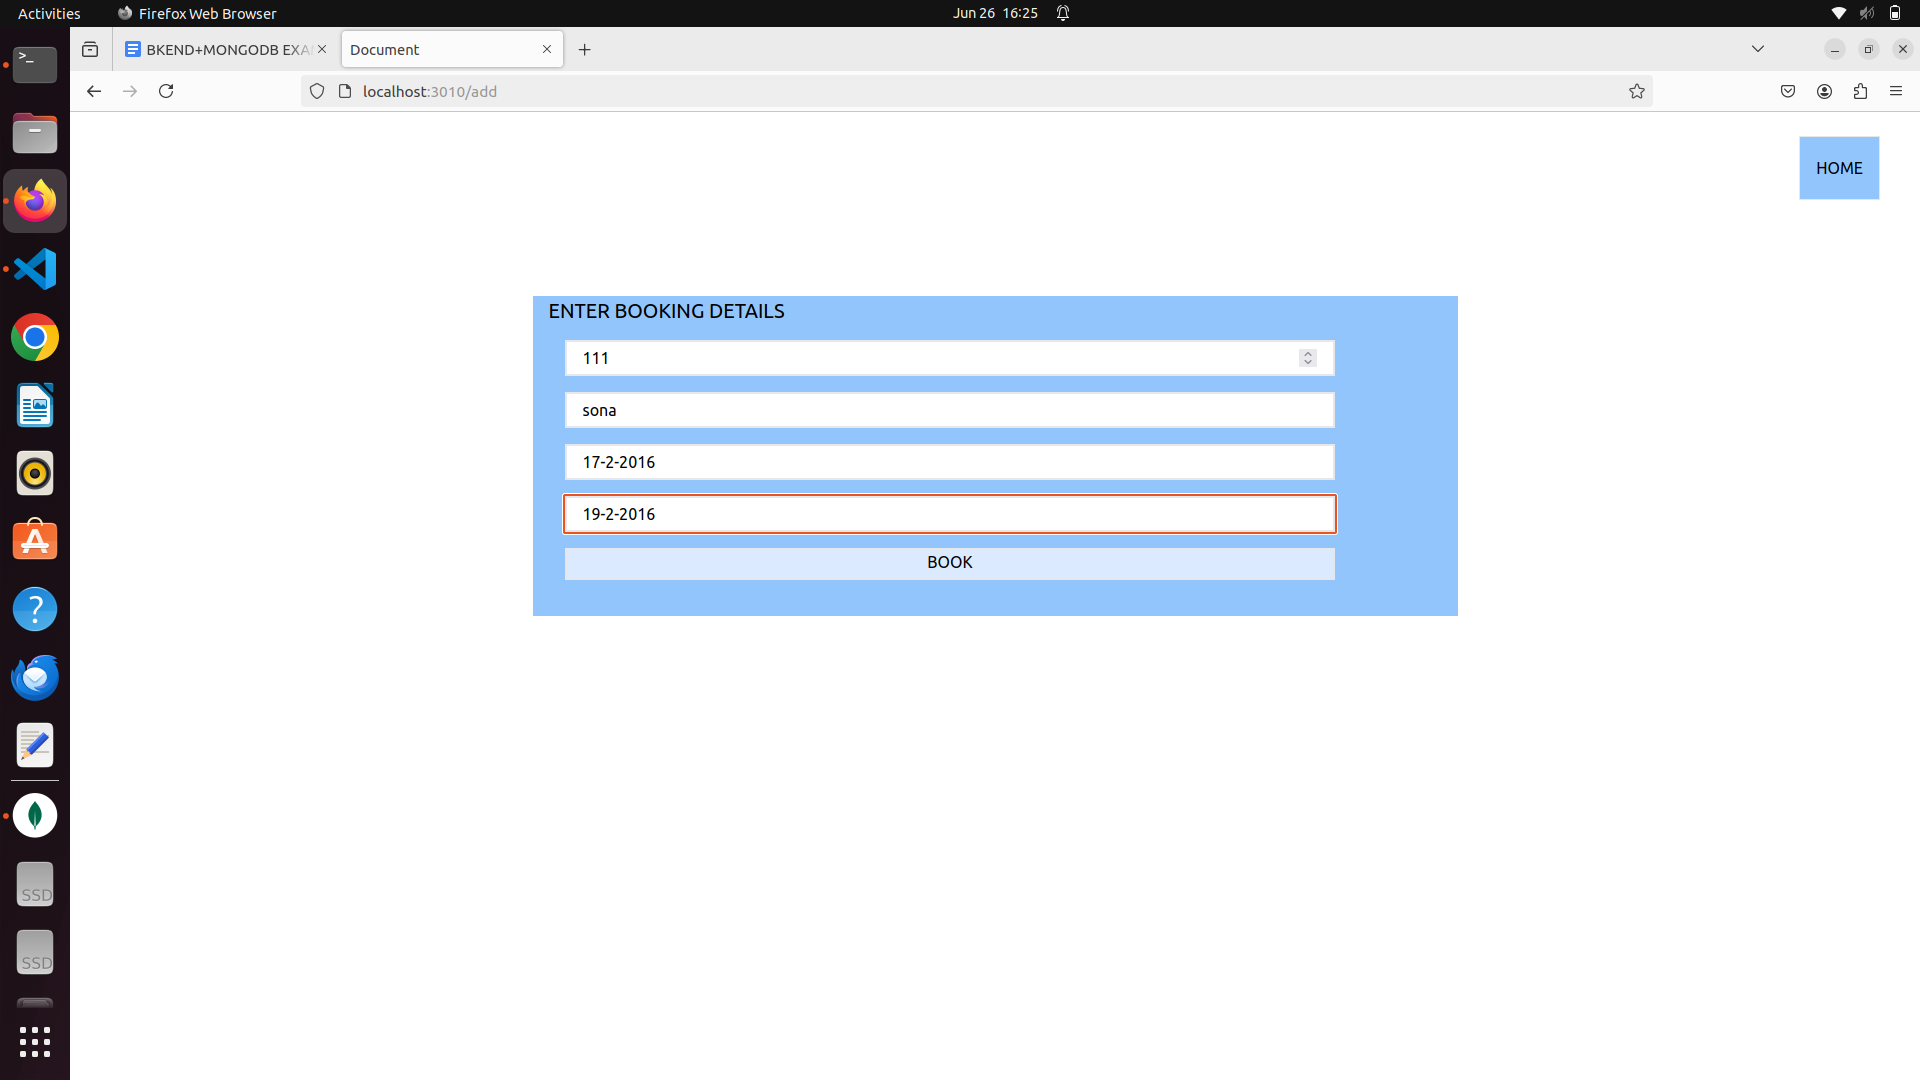 Activities
Firefox Web Browser
Jun 26 16:25
BKEND+MONGODB EXA
Document
localhost:3010/add
HOME
ENTER BOOKING DETAILS
111
sona
17-2-2016
19-2-2016
BOOK
>_
?
SSD
SSD